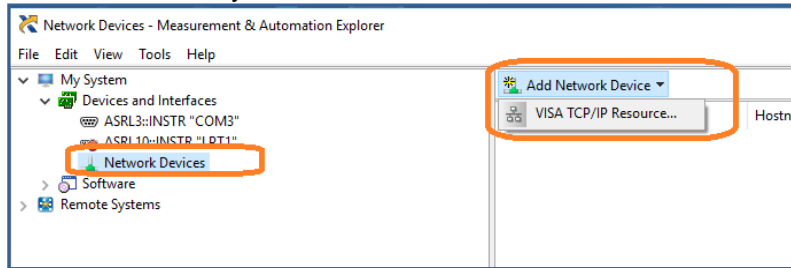 Network Devices - Measurement & Automation Explorer
File Edit View Tools Help
My System
Devices and Interfaces
ASRL3::INSTR "COM3"
ASRL10::INSTR "LPT1"
Network Devices
Software
Remote Systems
Add Network Device
VISA TCP/IP Resource...
Hostn